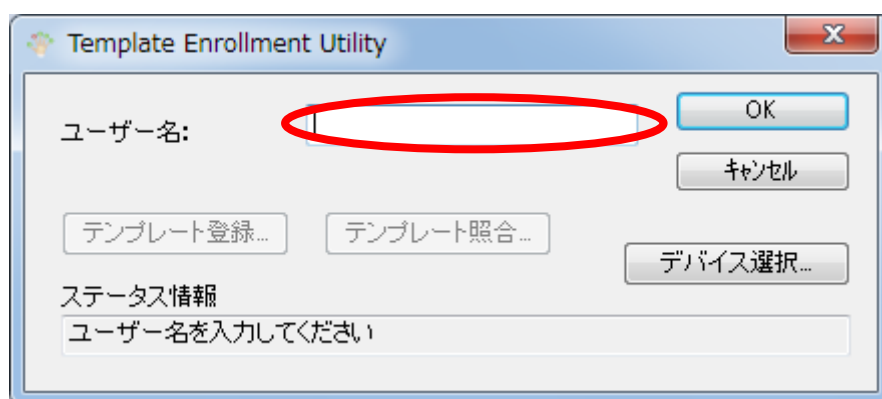 Template Enrollment Utility
ユーザー名:
OK
キャンセル
テンプレート登録...
テンプレート照合...
デバイス選択...
ステータス情報
ユーザー名を入力してください